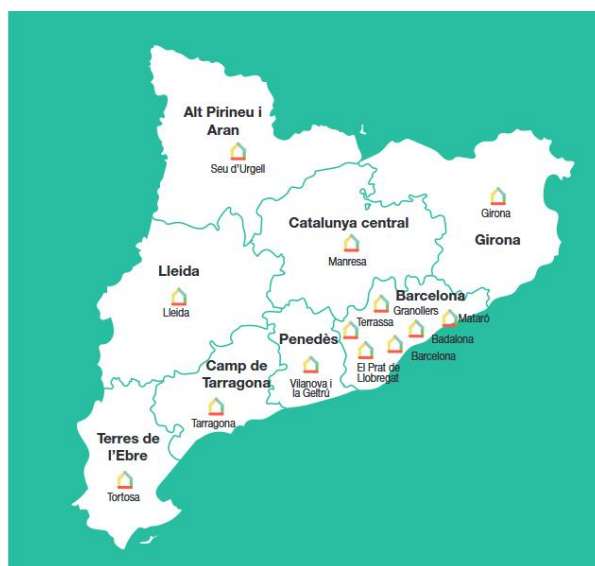 Alt Pirineu i
Aran
Seu d'Urgell
Girona
Catalunya central
Girona
Manresa
Lleida
Lleida
Barcelona
Granollers
Mataró
Terrassa
Badalona
Penedès
Barcelona
El Prat de
Llobregat
Camp de
Tarragona
Vilanova i
la Geltrú
Tarragona
Terres de
l'Ebre
Tortosa